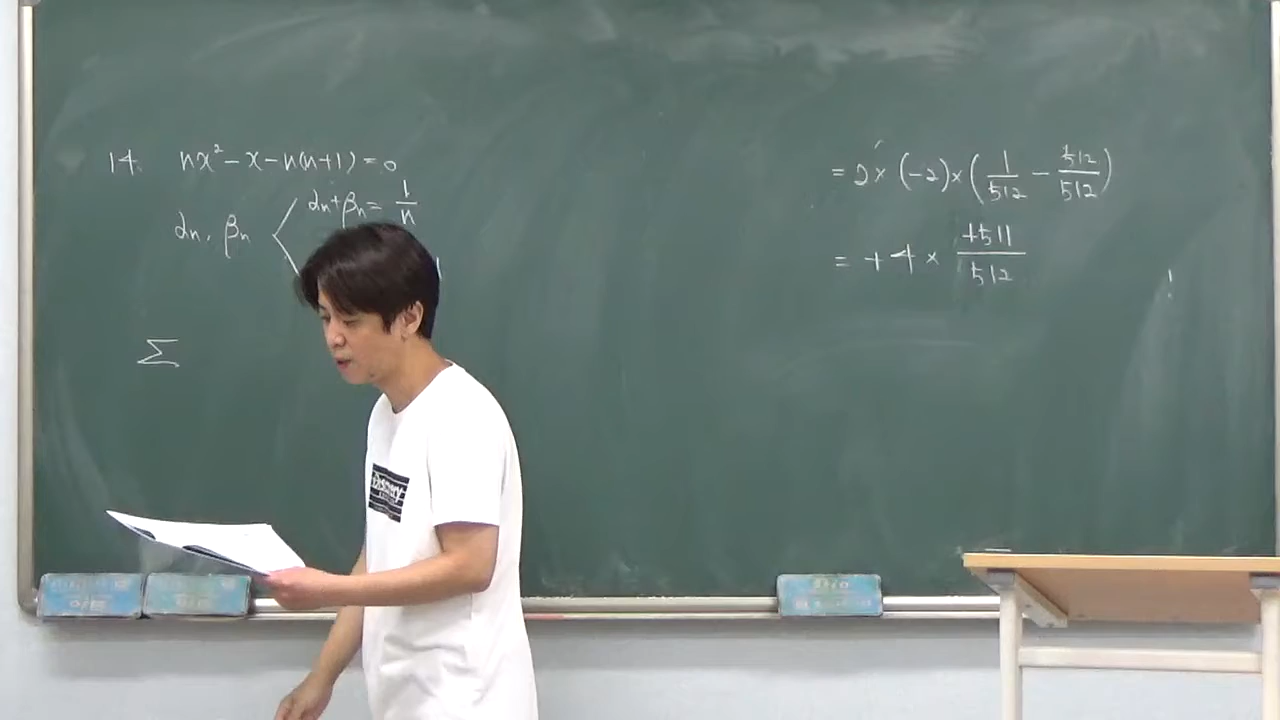 14. nx² - x - n(n+1) = 0
αn, βn < αn + βn = 1/n
Σ
= 2 × (-2) × (1/512 - 512/512)
= + 4 × +511/512